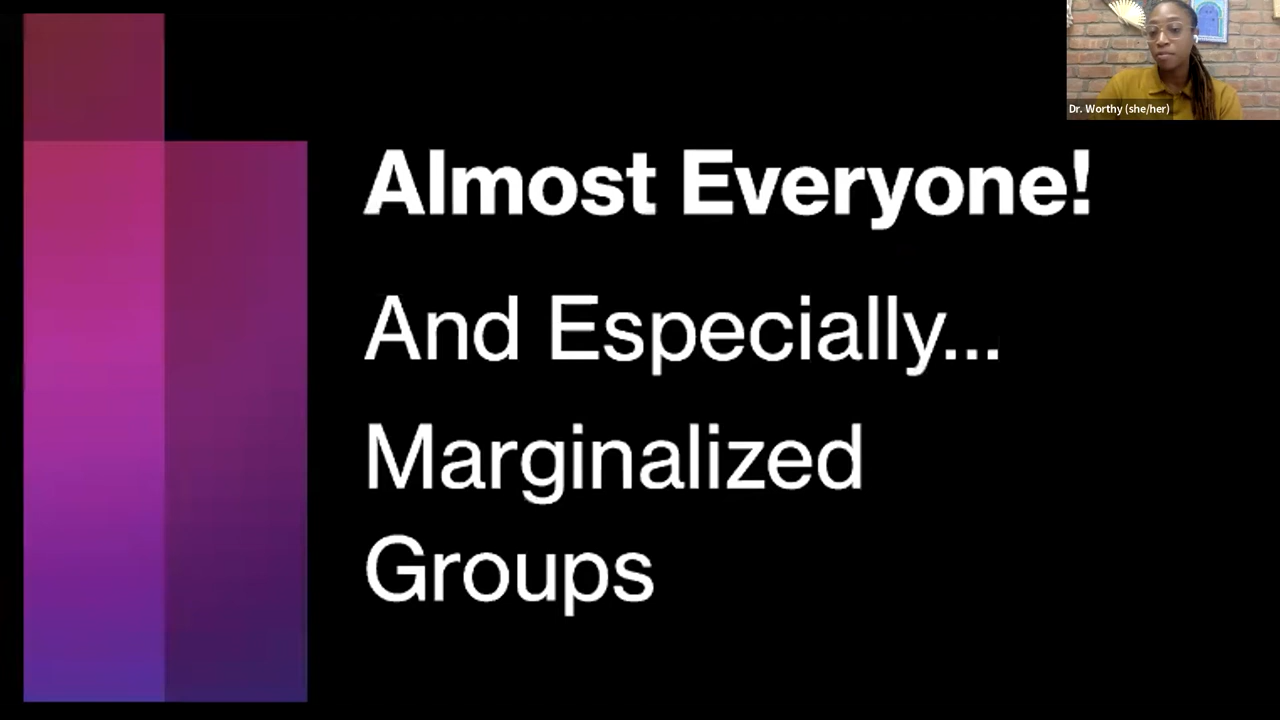 Dr. Worthy (she/her)
Almost Everyone!
And Especially...
Marginalized
Groups